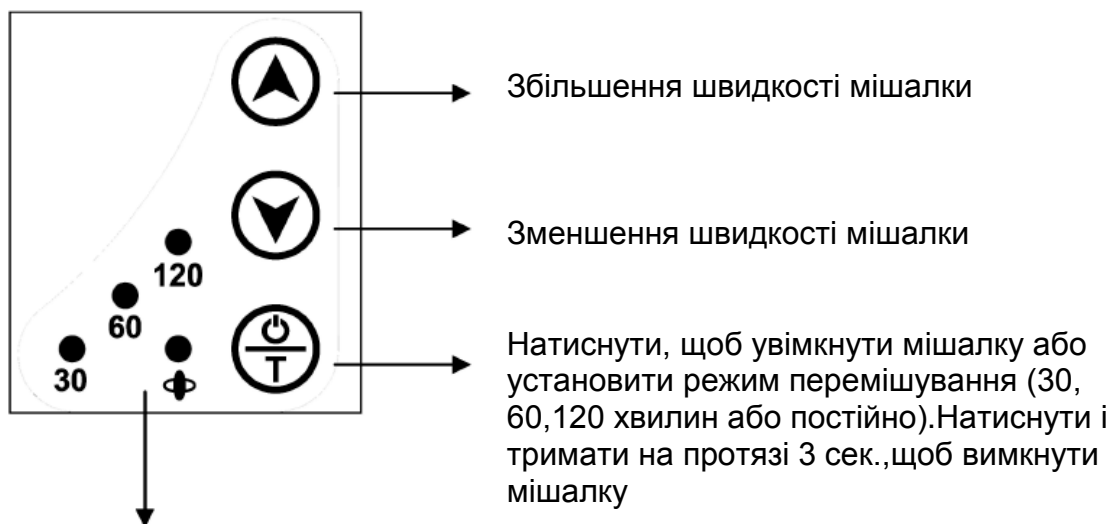 Збільшення швидкості мішалки
Зменшення швидкості мішалки
120
60
30
T
Натиснути, щоб увімкнути мішалку або
установити режим перемішування (30,
60,120 хвилин або постійно).Натиснути і
тримати на протязі 3 сек.,щоб вимкнути
мішалку